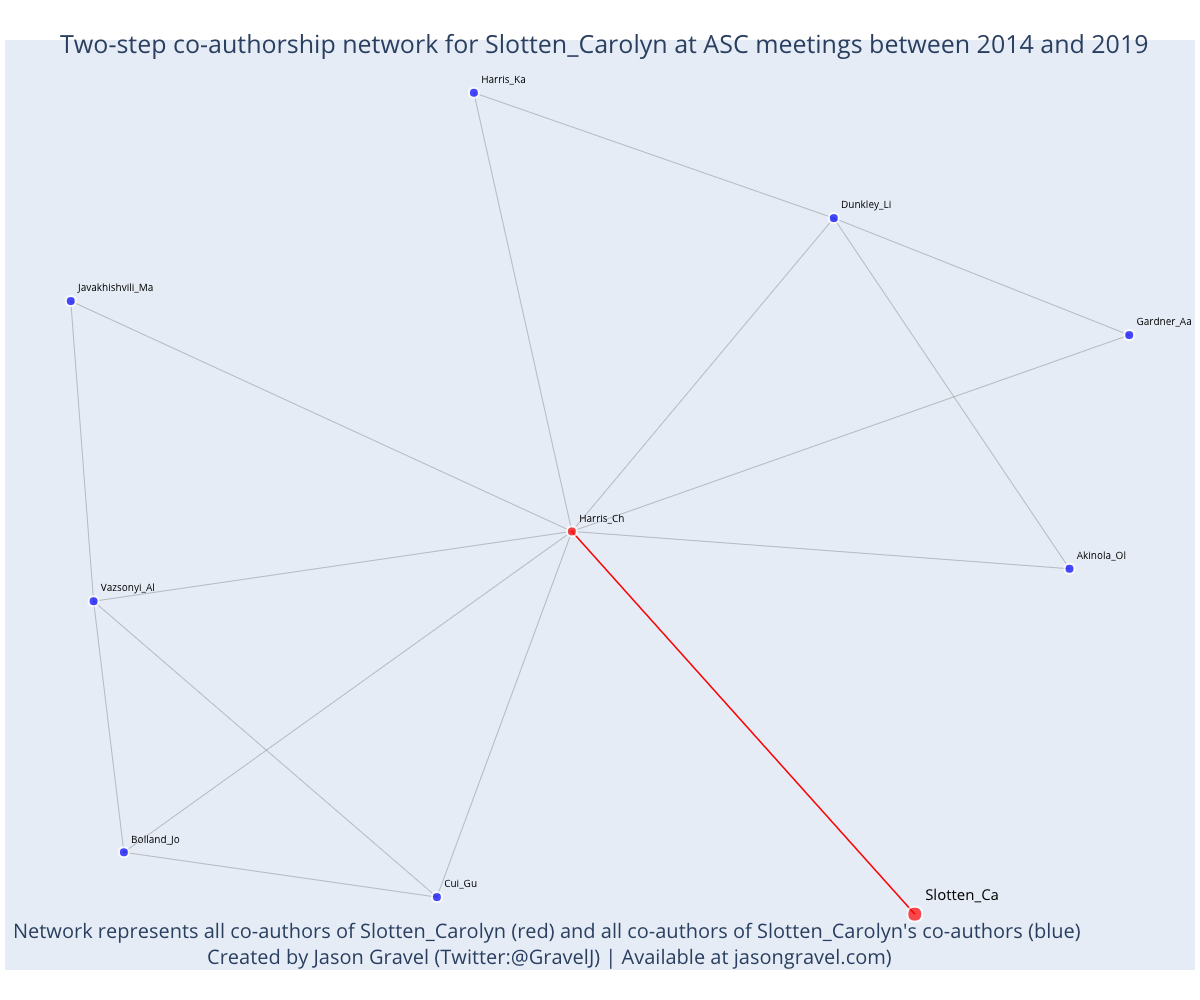 Two-step co-authorship network for Slotten_Carolyn at ASC meetings between 2014 and 2019
Harris_Ka
Dunkley_Li
Javakhishvili_Ma
Gardner_Aa
Harris_Ch
Akinola_Ol
Vazsonyi_Al
Bolland_Jo
Cui_Gu
Slotten_Ca
Network represents all co-authors of Slotten_Carolyn (red) and all co-authors of Slotten_Carolyn's co-authors (blue)
Created by Jason Gravel (Twitter:@GravelJ) | Available at jasongravel.com)